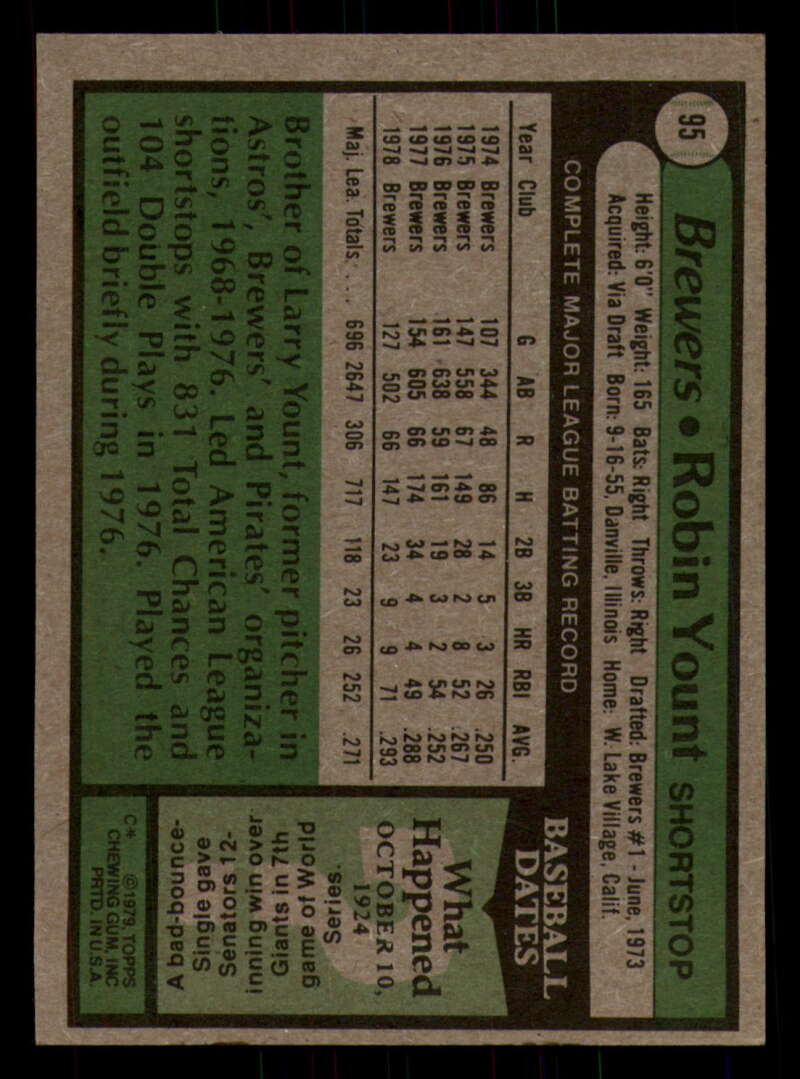 95
Brewers • Robin Yount SHORTSTOP
Height: 6'0" Weight: 165 Bats: Right Throws: Right Drafted: Brewers #1 - June, 1973
Acquired: Via Draft Born: 9-16-55, Danville, Illinois Home: W. Lake Village, Calif.
COMPLETE MAJOR LEAGUE BATTING RECORD
Year Club G AB R H 2B 3B HR RBI AVG.
1974 Brewers 107 344 48 86 14 5 3 26 .250
1975 Brewers 147 558 67 149 28 2 8 52 .267
1976 Brewers 161 638 59 161 19 3 2 54 .252
1977 Brewers 154 605 66 174 34 4 4 49 .288
1978 Brewers 127 502 66 147 23 9 9 71 .293
Maj. Lea. Totals . . . 696 2647 306 717 118 23 26 252 .271
Brother of Larry Yount, former pitcher in
Astros', Brewers' and Pirates' organiza-
tions, 1968-1976. Led American League
shortstops with 831 Total Chances and
104 Double Plays in 1976. Played the
outfield briefly during 1976.
BASEBALL
DATES
What
Happened
OCTOBER 10,
1924
A bad-bounce-
Single gave
Senators 12-
inning win over
Giants in 7th
game of World
Series.
C* ©1979, TOPPS
CHEWING GUM, INC
PRTD. IN U.S.A.